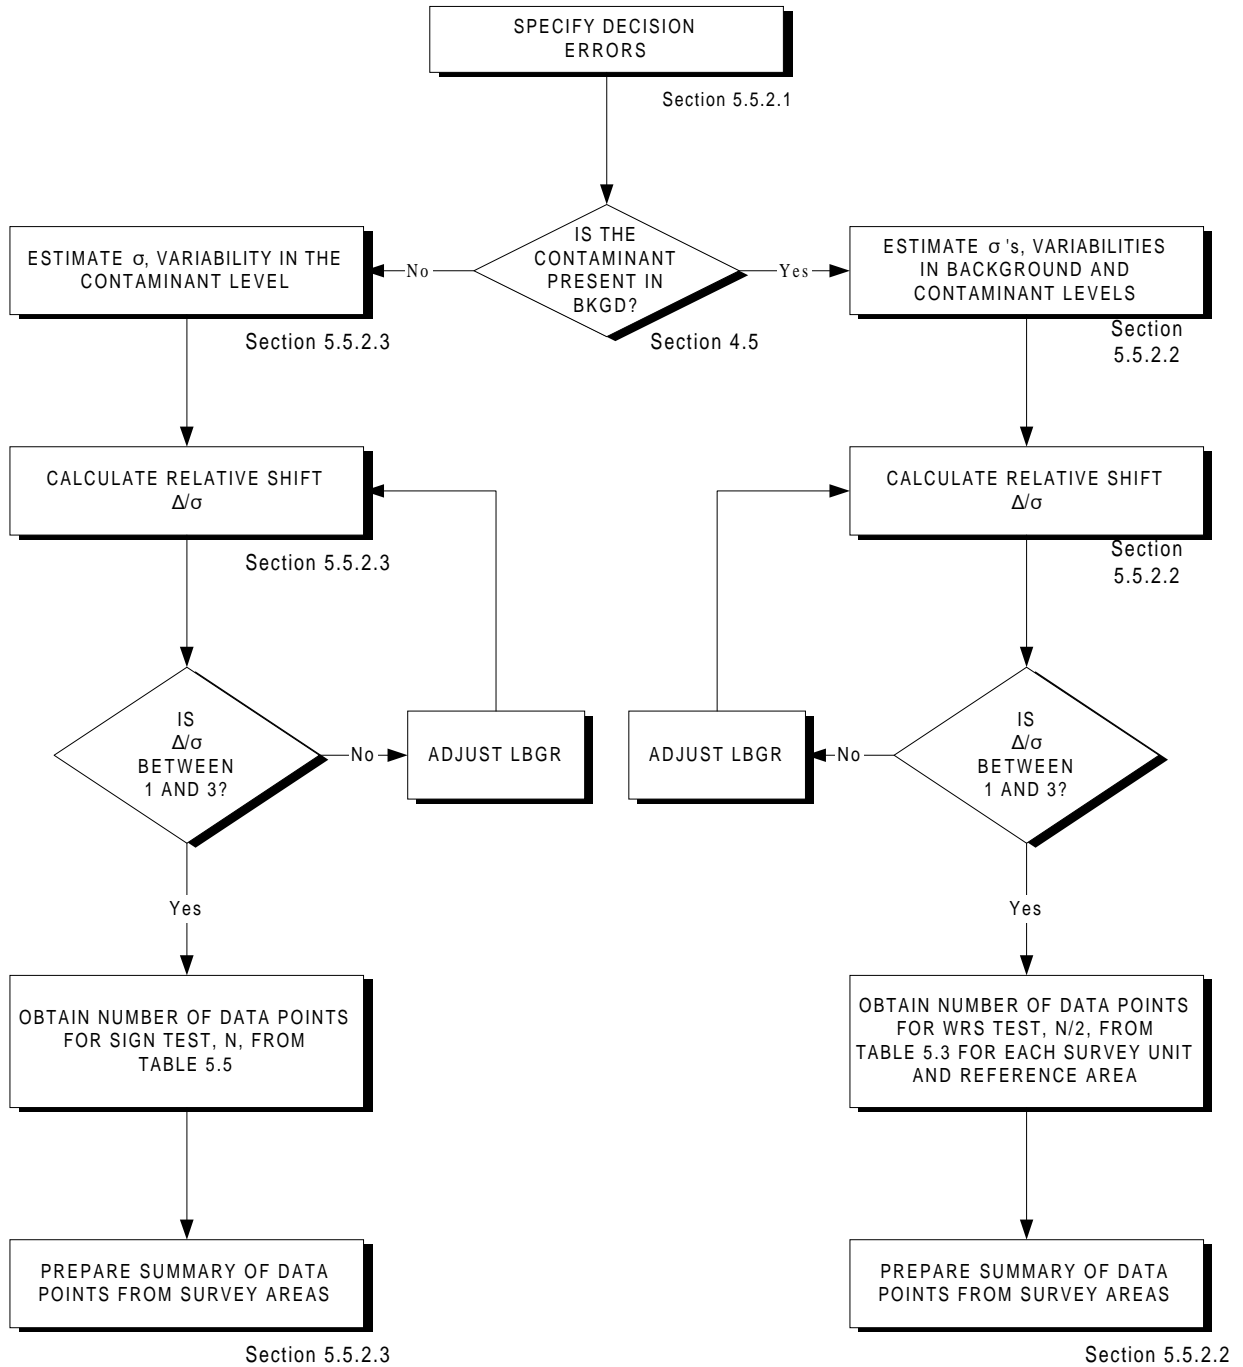 SPECIFY DECISION
ERRORS
Section 5.5.2.1
IS THE
CONTAMINANT
PRESENT IN
BKGD?
Section 4.5
No
Yes
ESTIMATE σ, VARIABILITY IN THE
CONTAMINANT LEVEL
Section 5.5.2.3
ESTIMATE σ 's, VARIABILITIES
IN BACKGROUND AND
CONTAMINANT LEVELS
Section
5.5.2.2
CALCULATE RELATIVE SHIFT
Δ/σ
Section 5.5.2.3
CALCULATE RELATIVE SHIFT
Δ/σ
Section
5.5.2.2
IS
Δ/σ
BETWEEN
1 AND 3?
No
ADJUST LBGR
ADJUST LBGR
No
IS
Δ/σ
BETWEEN
1 AND 3?
Yes
Yes
OBTAIN NUMBER OF DATA POINTS
FOR SIGN TEST, N, FROM
TABLE 5.5
OBTAIN NUMBER OF DATA POINTS
FOR WRS TEST, N/2, FROM
TABLE 5.3 FOR EACH SURVEY UNIT
AND REFERENCE AREA
PREPARE SUMMARY OF DATA
POINTS FROM SURVEY AREAS
Section 5.5.2.3
PREPARE SUMMARY OF DATA
POINTS FROM SURVEY AREAS
Section 5.5.2.2